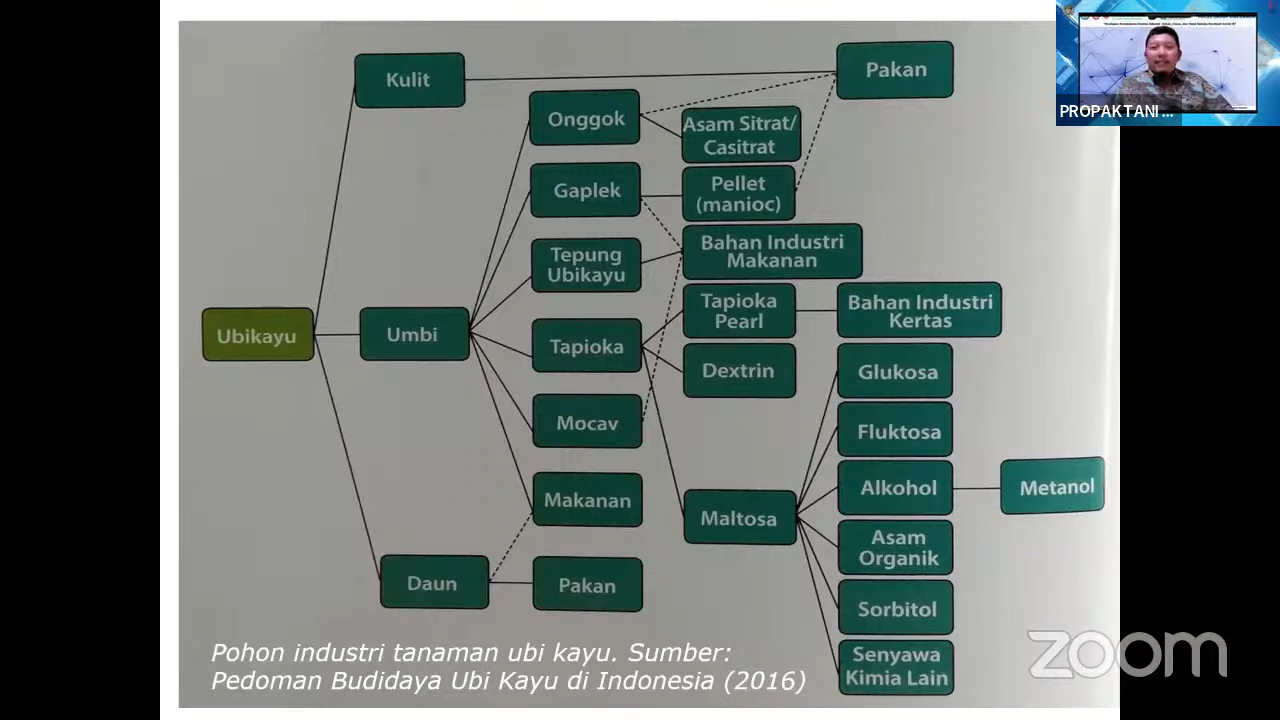 Kulit
Pakan
Onggok
Asam Sitrat/
Casitrat
Gaplek
Pellet
(manioc)
Tepung
Ubikayu
Bahan Industri
Makanan
Ubikayu
Umbi
Tapioka
Tapioka
Pearl
Bahan Industri
Kertas
Dextrin
Glukosa
Mocav
Fluktosa
Makanan
Maltosa
Alkohol
Metanol
Asam
Organik
Daun
Pakan
Sorbitol
Senyawa
Kimia Lain
Pohon industri tanaman ubi kayu. Sumber:
Pedoman Budidaya Ubi Kayu di Indonesia (2016)
PROPAKTANI ...
zoom